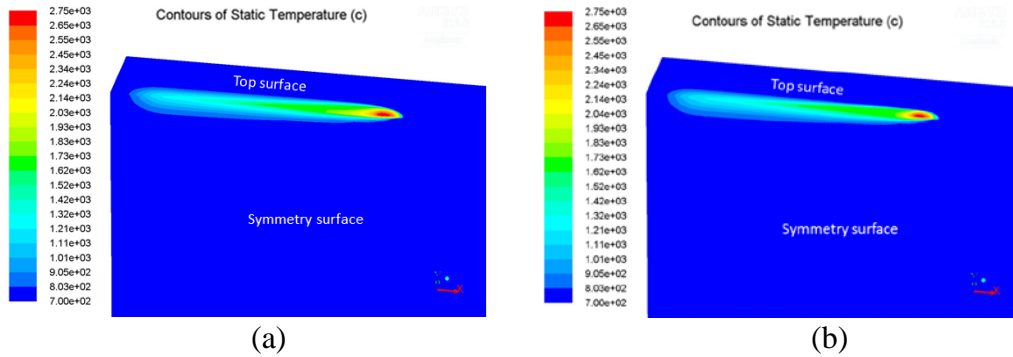 Contours of Static Temperature (c)
2.75e+03
2.65e+03
2.55e+03
2.45e+03
2.34e+03
2.24e+03
2.14e+03
2.03e+03
1.93e+03
1.83e+03
1.73e+03
1.62e+03
1.52e+03
1.42e+03
1.32e+03
1.21e+03
1.11e+03
1.01e+03
9.05e+02
8.03e+02
7.00e+02
Top surface
Symmetry surface
X
(a)
Contours of Static Temperature (c)
2.75e+03
2.65e+03
2.55e+03
2.45e+03
2.34e+03
2.24e+03
2.14e+03
2.04e+03
1.93e+03
1.83e+03
1.73e+03
1.62e+03
1.52e+03
1.42e+03
1.32e+03
1.21e+03
1.11e+03
1.01e+03
9.05e+02
8.03e+02
7.00e+02
Top surface
Symmetry surface
X
(b)